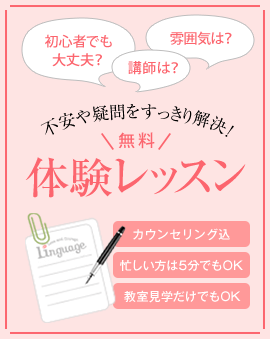 初心者でも
大丈夫？
雰囲気は？
講師は？
不安や疑問をすっきり解決！
無料
体験レッスン
Linguage
カウンセリング込
忙しい方は5分でもOK
教室見学だけでもOK